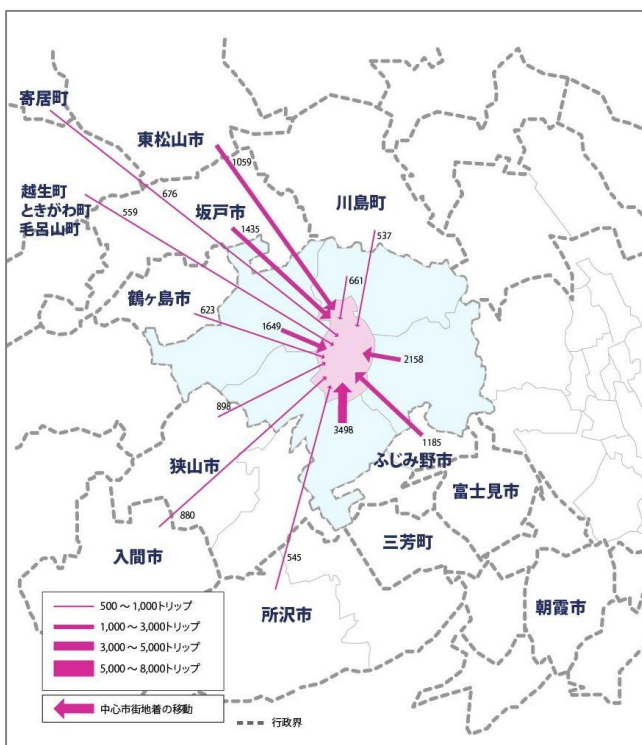 寄居町
東松山市
1059
越生町
ときがわ町
毛呂山町
559
676
坂戸市
1435
川島町
537
鶴ヶ島市
623
661
1649
2158
898
3498
1185
ふじみ野市
狭山市
富士見市
880
入間市
三芳町
545
所沢市
朝霞市
500～1,000トリップ
1,000～3,000トリップ
3,000～5,000トリップ
5,000～8,000トリップ
中心市街地着の移動
行政界